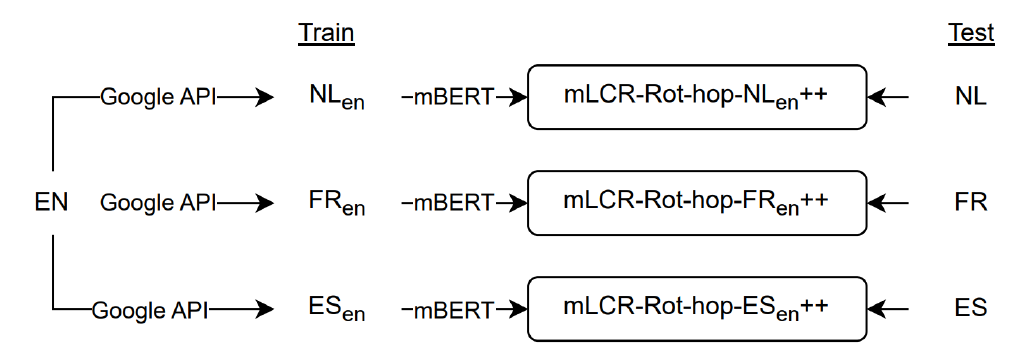 Train Test
Google API NLen mBERT mLCR-Rot-hop-NLen++ NL
EN Google API FRen mBERT mLCR-Rot-hop-FRen++ FR
Google API ESen mBERT mLCR-Rot-hop-ESen++ ES